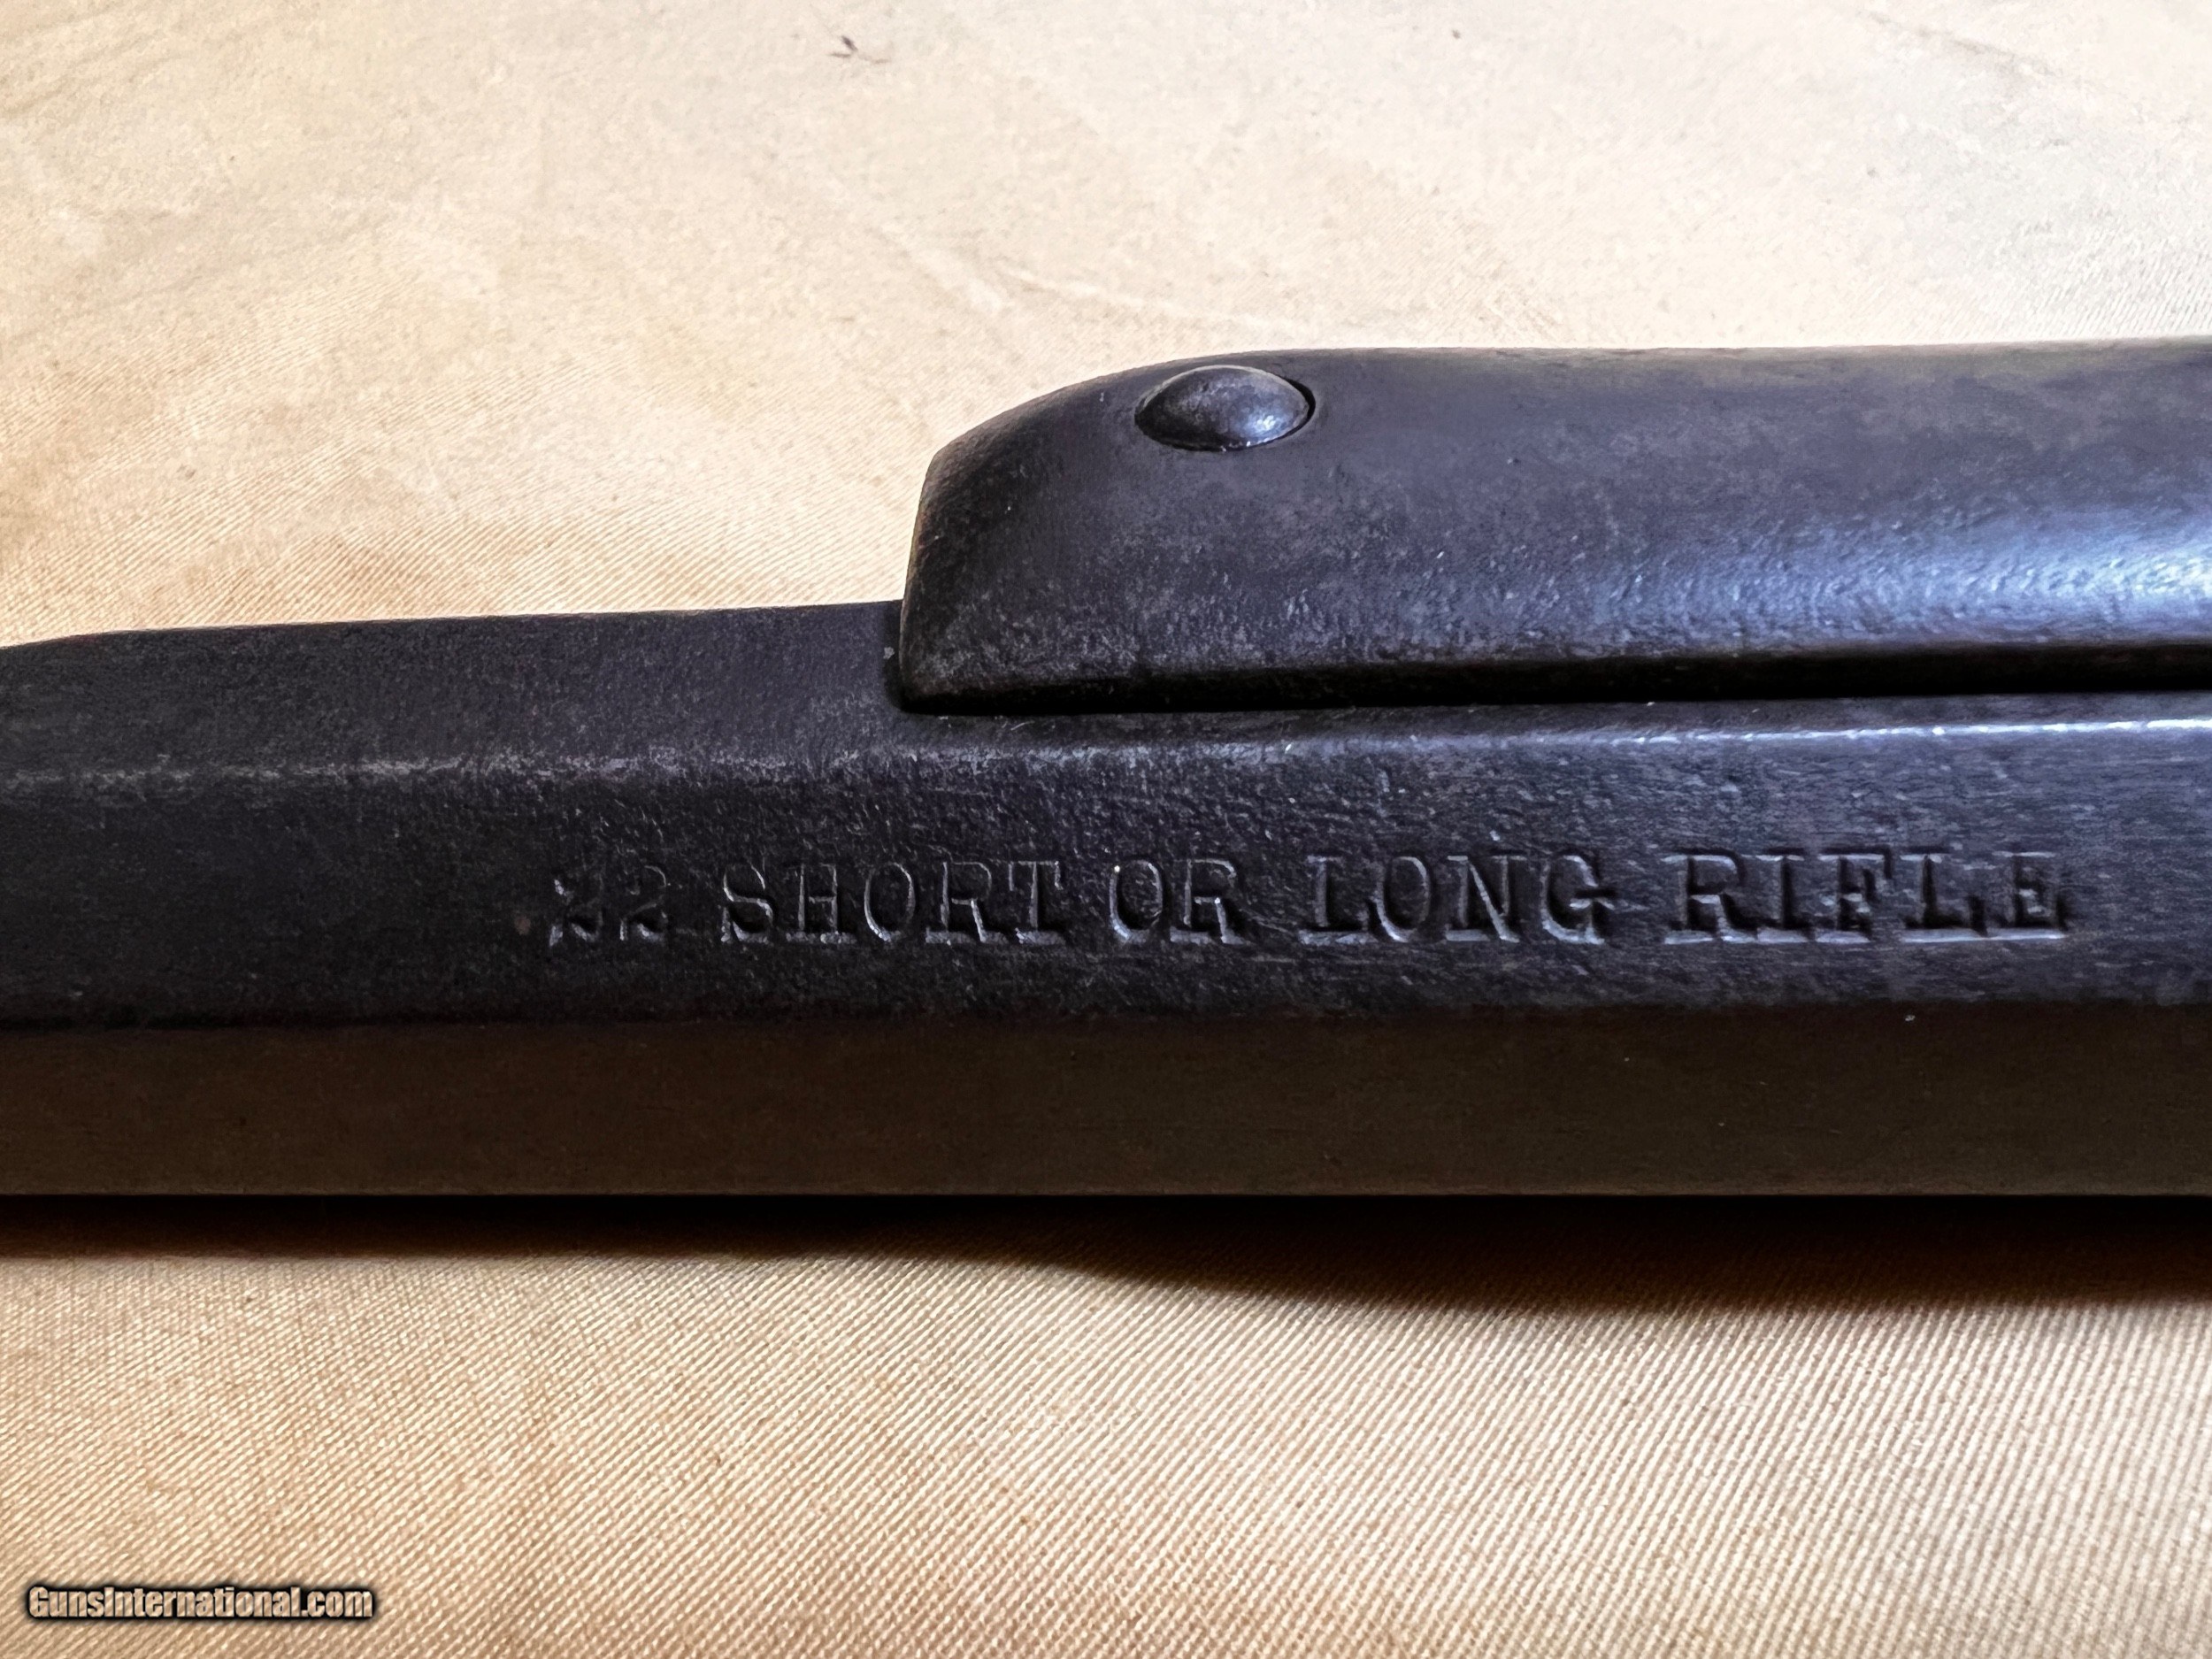 22 SHORT OR LONG RIFLE
GunsInternational.com